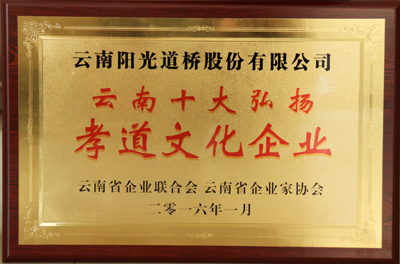 云南阳光道桥股份有限公司
云南十大弘扬
孝道文化企业
云南省企业联合会 云南省企业家协会
二零一六年一月